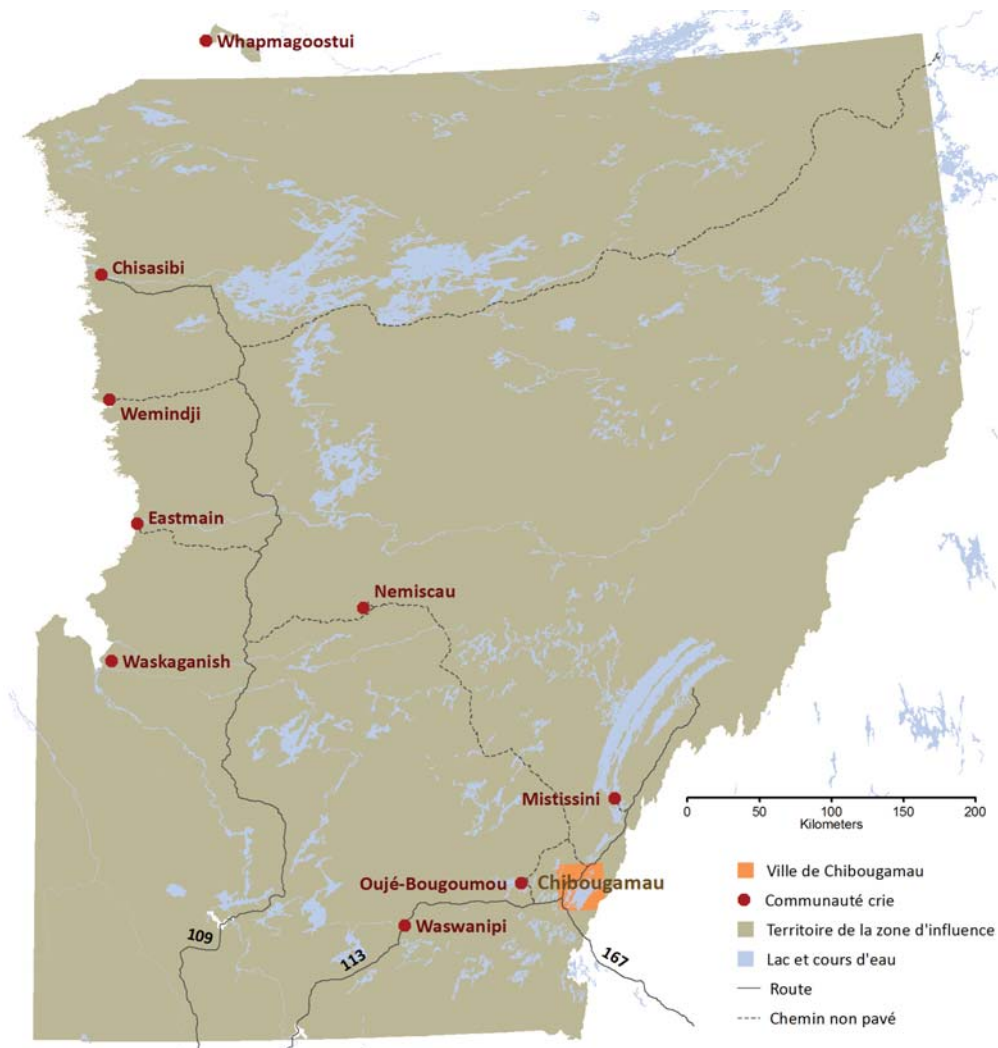 Whapmagoostui
Chisasibi
Wemindji
Eastmain
Nemiscau
Waskaganish
Mistissini
0 50 100 150 200
Kilometers
Oujé-Bougoumou
Chibougamau
Waswanipi
109
113
167
Ville de Chibougamau
Communauté crie
Territoire de la zone d'influence
Lac et cours d'eau
Route
Chemin non pavé